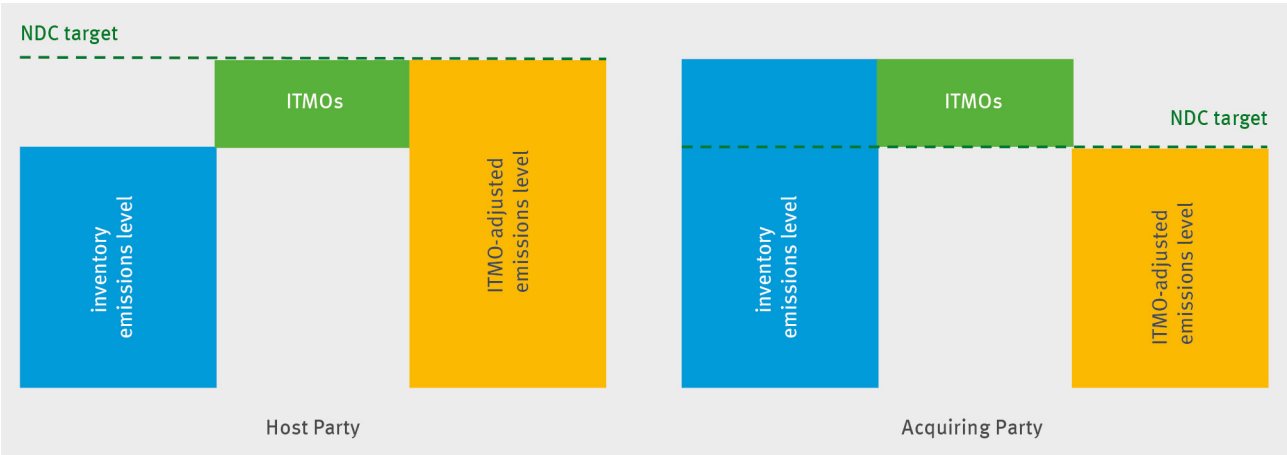 NDC target
ITMOs
inventory
emissions level
ITMO-adjusted
emissions level
Host Party
ITMOs
NDC target
inventory
emissions level
ITMO-adjusted
emissions level
Acquiring Party